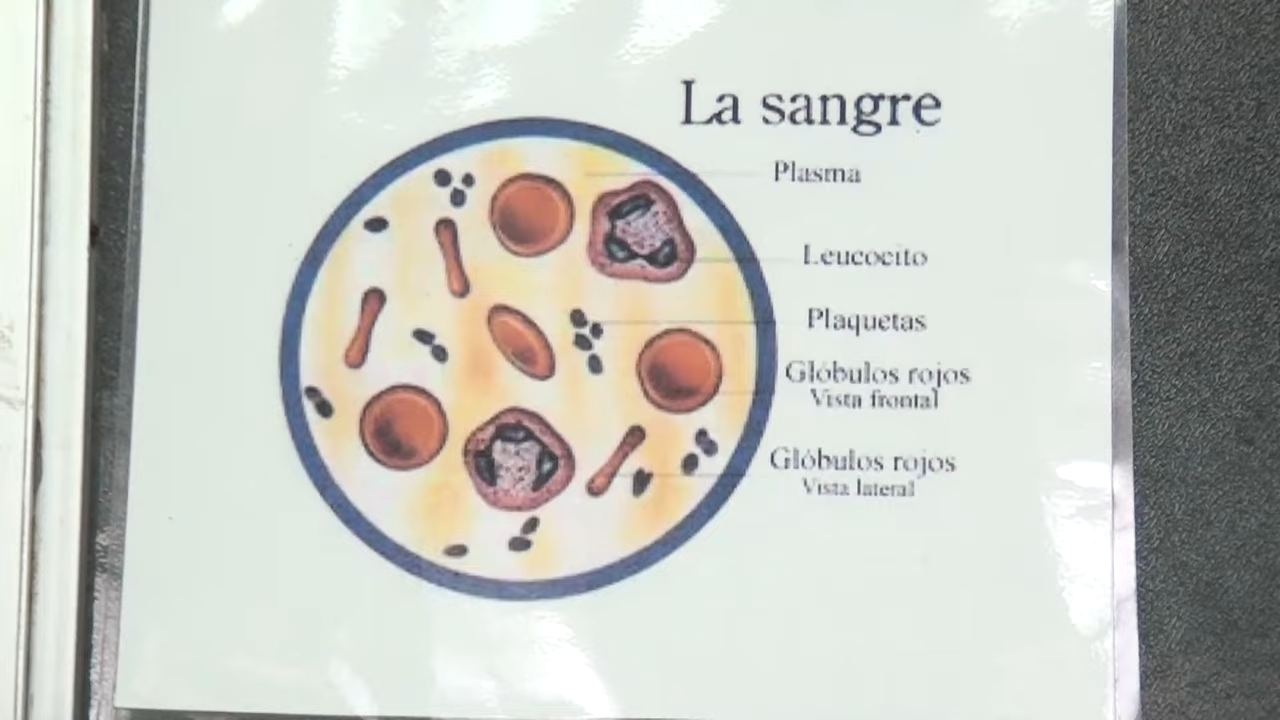 La sangre
Plasma
Leucocito
Plaquetas
Glóbulos rojos
Vista frontal
Glóbulos rojos
Vista lateral